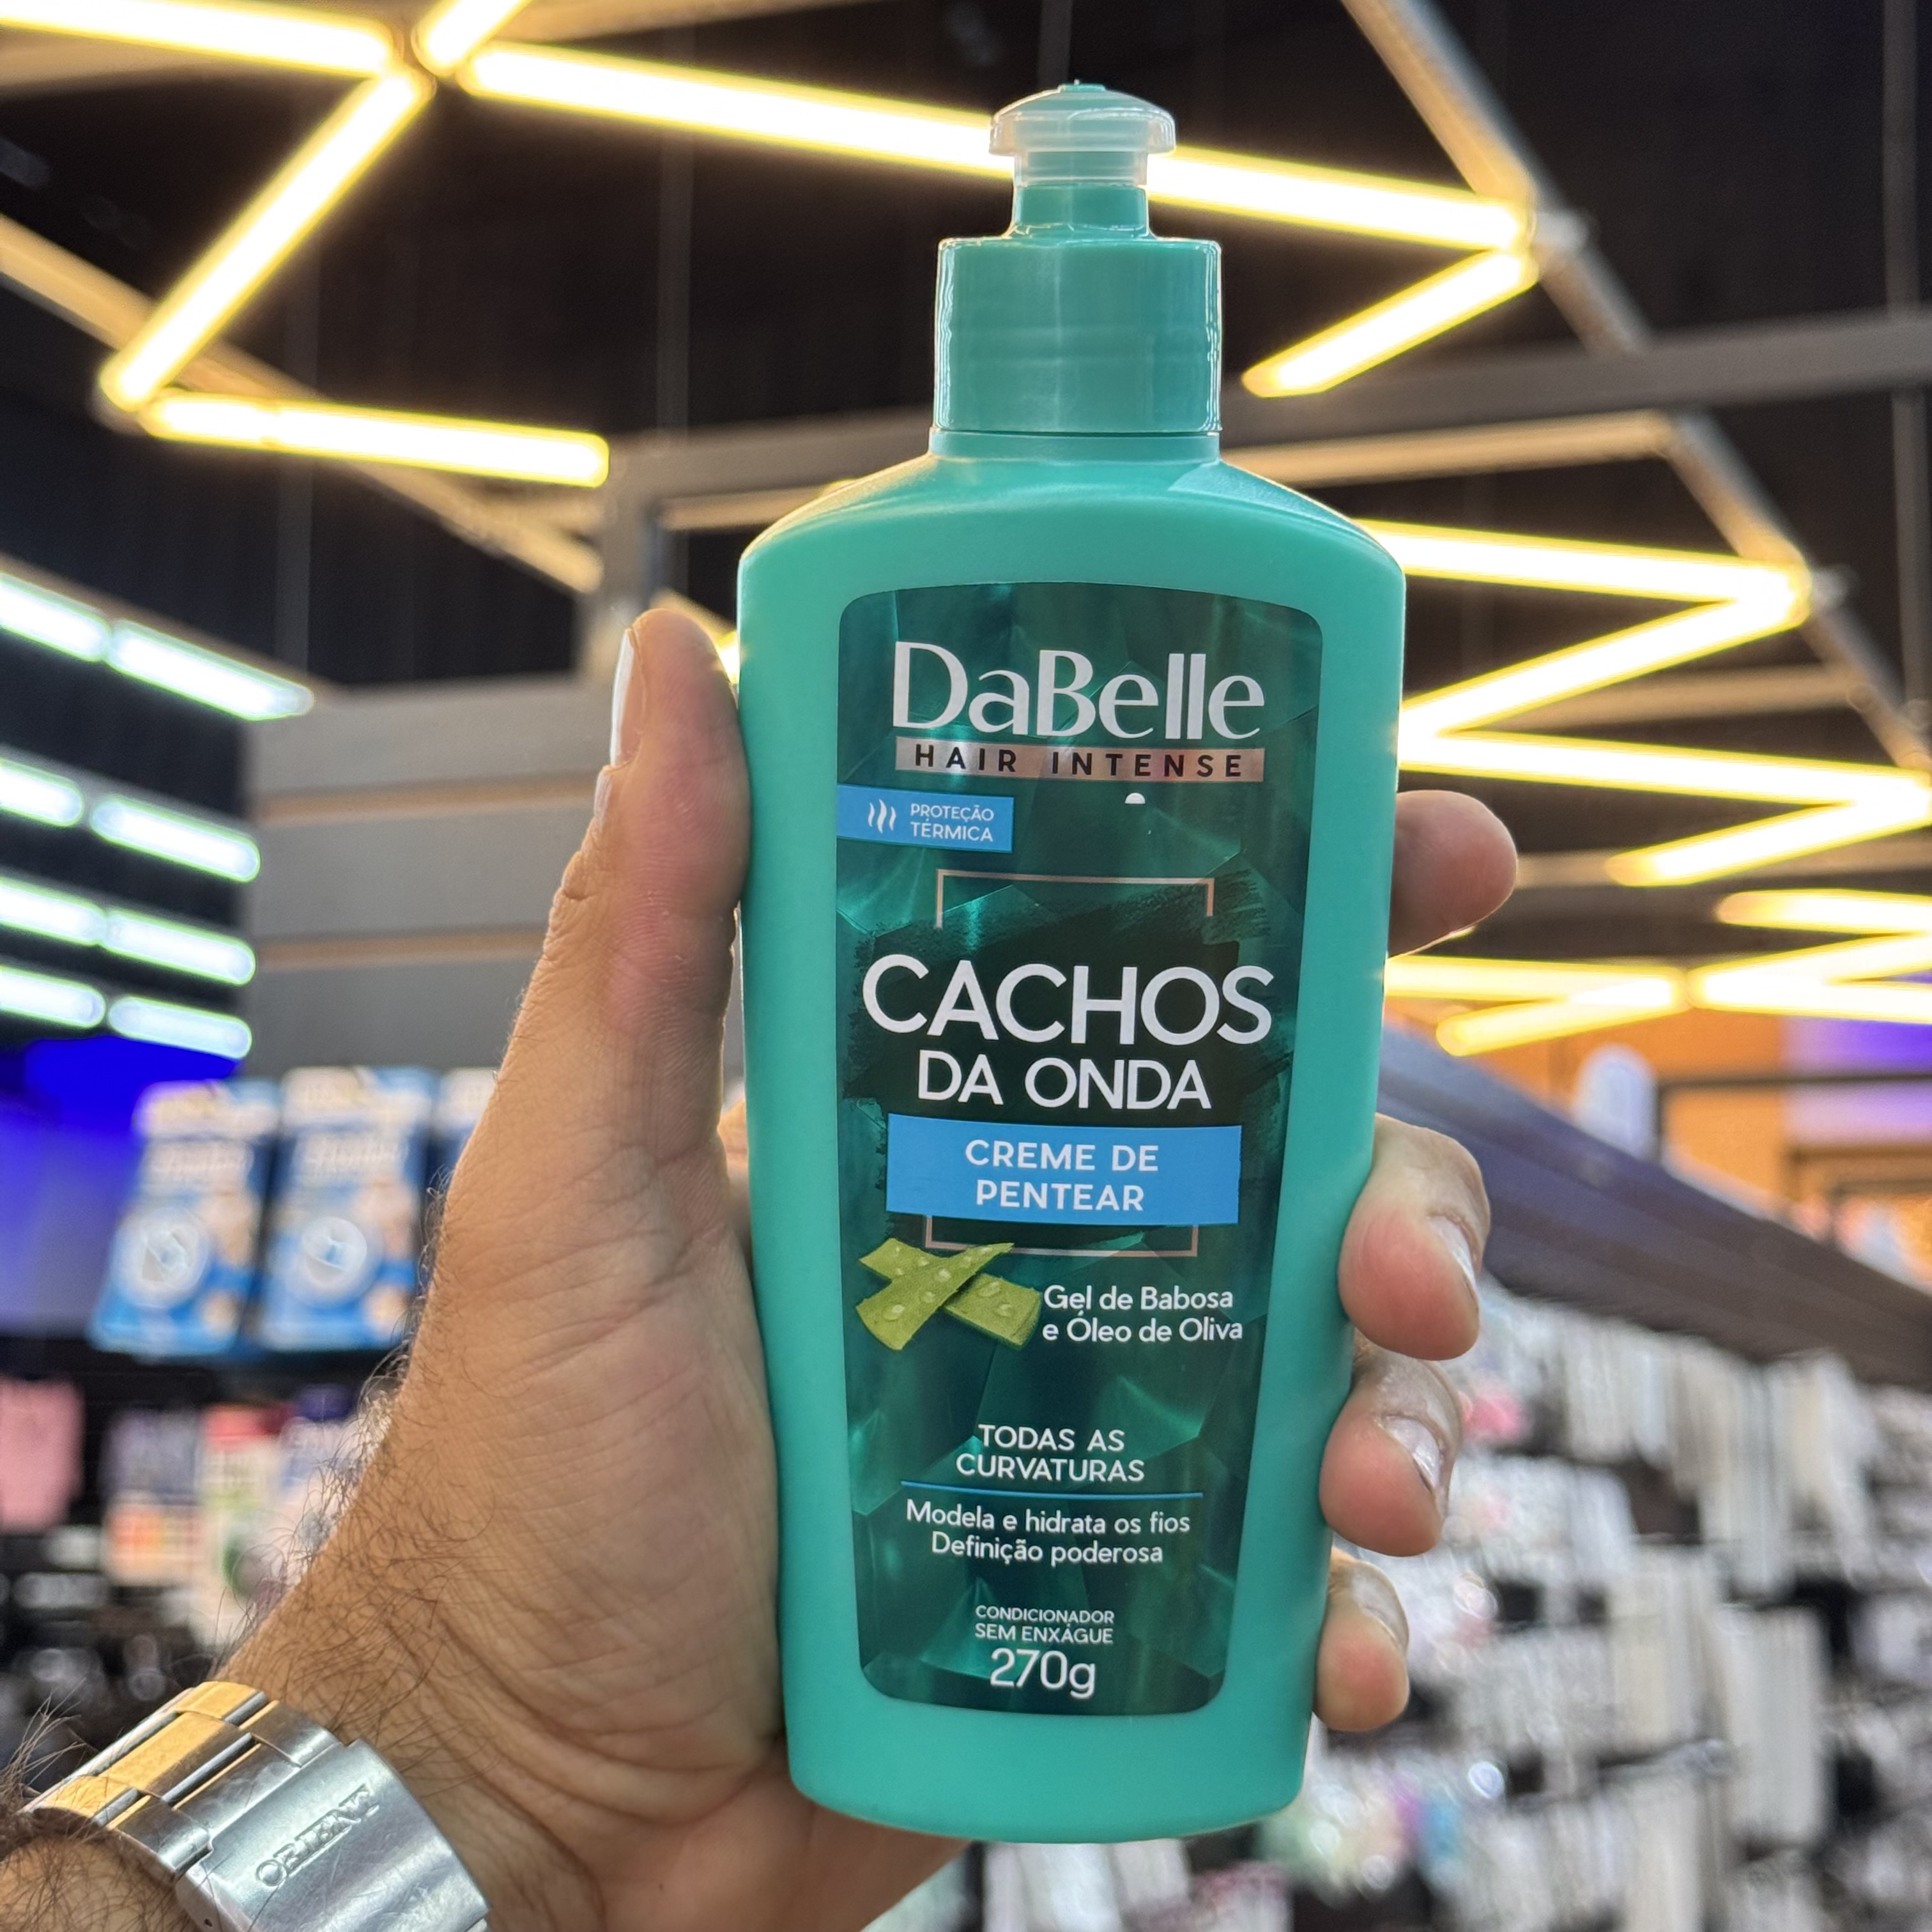 DaBelle
HAIR INTENSE
PROTEÇÃO
TÉRMICA
CACHOS
DA ONDA
CREME DE
PENTEAR
Gel de Babosa
e Óleo de Oliva
TODAS AS
CURVATURAS
Modela e hidrata os fios
Definição poderosa
CONDICIONADOR
SEM ENXÁGUE
270g
ORIENT